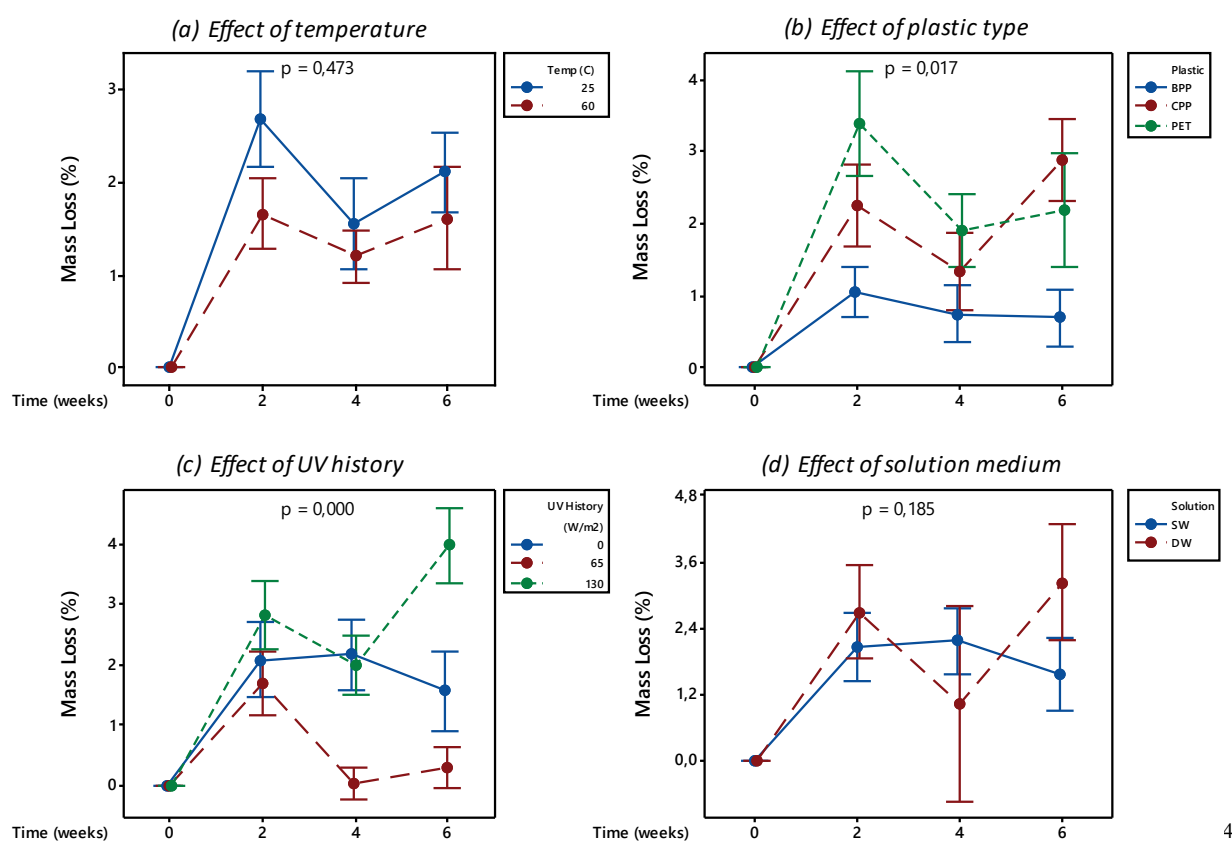 (a) Effect of temperature
p = 0,473
Temp (C)
25
60
Mass Loss (%)
3
2
1
0
Time (weeks)
0 2 4 6
(b) Effect of plastic type
p = 0,017
Plastic
BPP
CPP
PET
Mass Loss (%)
4
3
2
1
0
Time (weeks)
0 2 4 6
(c) Effect of UV history
p = 0,000
UV History
(W/m2)
0
65
130
Mass Loss (%)
4
3
2
1
0
Time (weeks)
0 2 4 6
(d) Effect of solution medium
p = 0,185
Solution
SW
DW
Mass Loss (%)
4,8
3,6
2,4
1,2
0,0
Time (weeks)
0 2 4 6
4